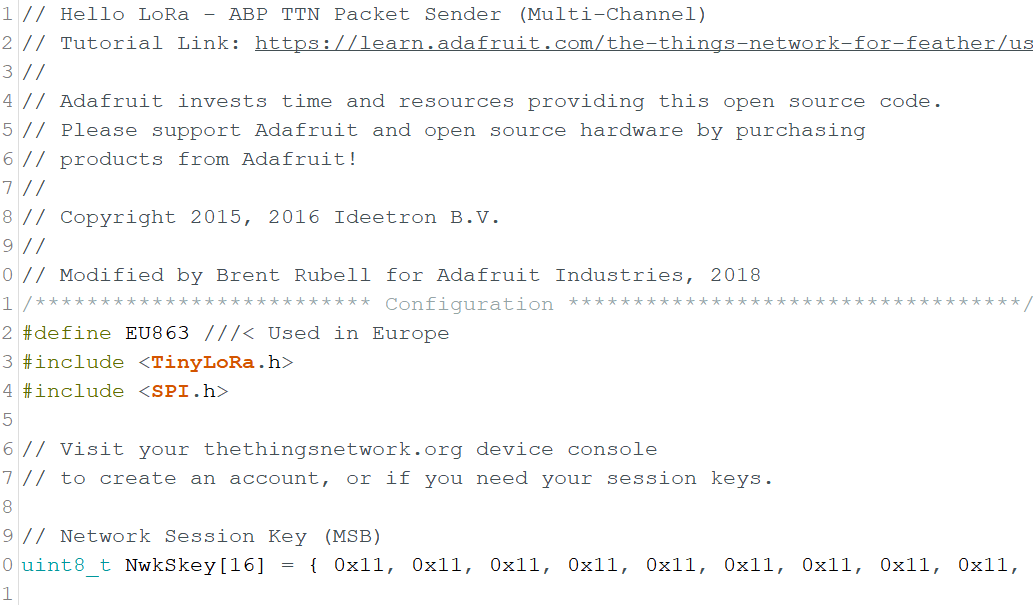 1 // Hello LoRa - ABP TTN Packet Sender (Multi-Channel)
2 // Tutorial Link: https://learn.adafruit.com/the-things-network-for-feather/us
3 //
4 // Adafruit invests time and resources providing this open source code.
5 // Please support Adafruit and open source hardware by purchasing
6 // products from Adafruit!
7 //
8 // Copyright 2015, 2016 Ideetron B.V.
9 //
0 // Modified by Brent Rubell for Adafruit Industries, 2018
1 /************************** Configuration ***********************************/
2 #define EU863 ///< Used in Europe
3 #include <TinyLoRa.h>
4 #include <SPI.h>
5
6 // Visit your thethingsnetwork.org device console
7 // to create an account, or if you need your session keys.
8
9 // Network Session Key (MSB)
0 uint8_t NwkSkey[16] = { 0x11, 0x11, 0x11, 0x11, 0x11, 0x11, 0x11, 0x11, 0x11,
1